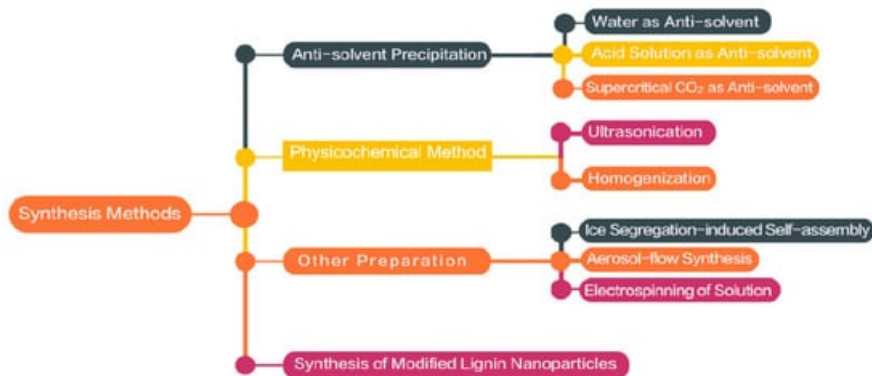 Water as Anti-solvent
Anti-solvent Precipitation
Acid Solution as Anti-solvent
Supercritical CO₂ as Anti-solvent
Ultrasonication
Physicochemical Method
Homogenization
Synthesis Methods
Ice Segregation-induced Self-assembly
Other Preparation
Aerosol-flow Synthesis
Electrospinning of Solution
Synthesis of Modified Lignin Nanoparticles